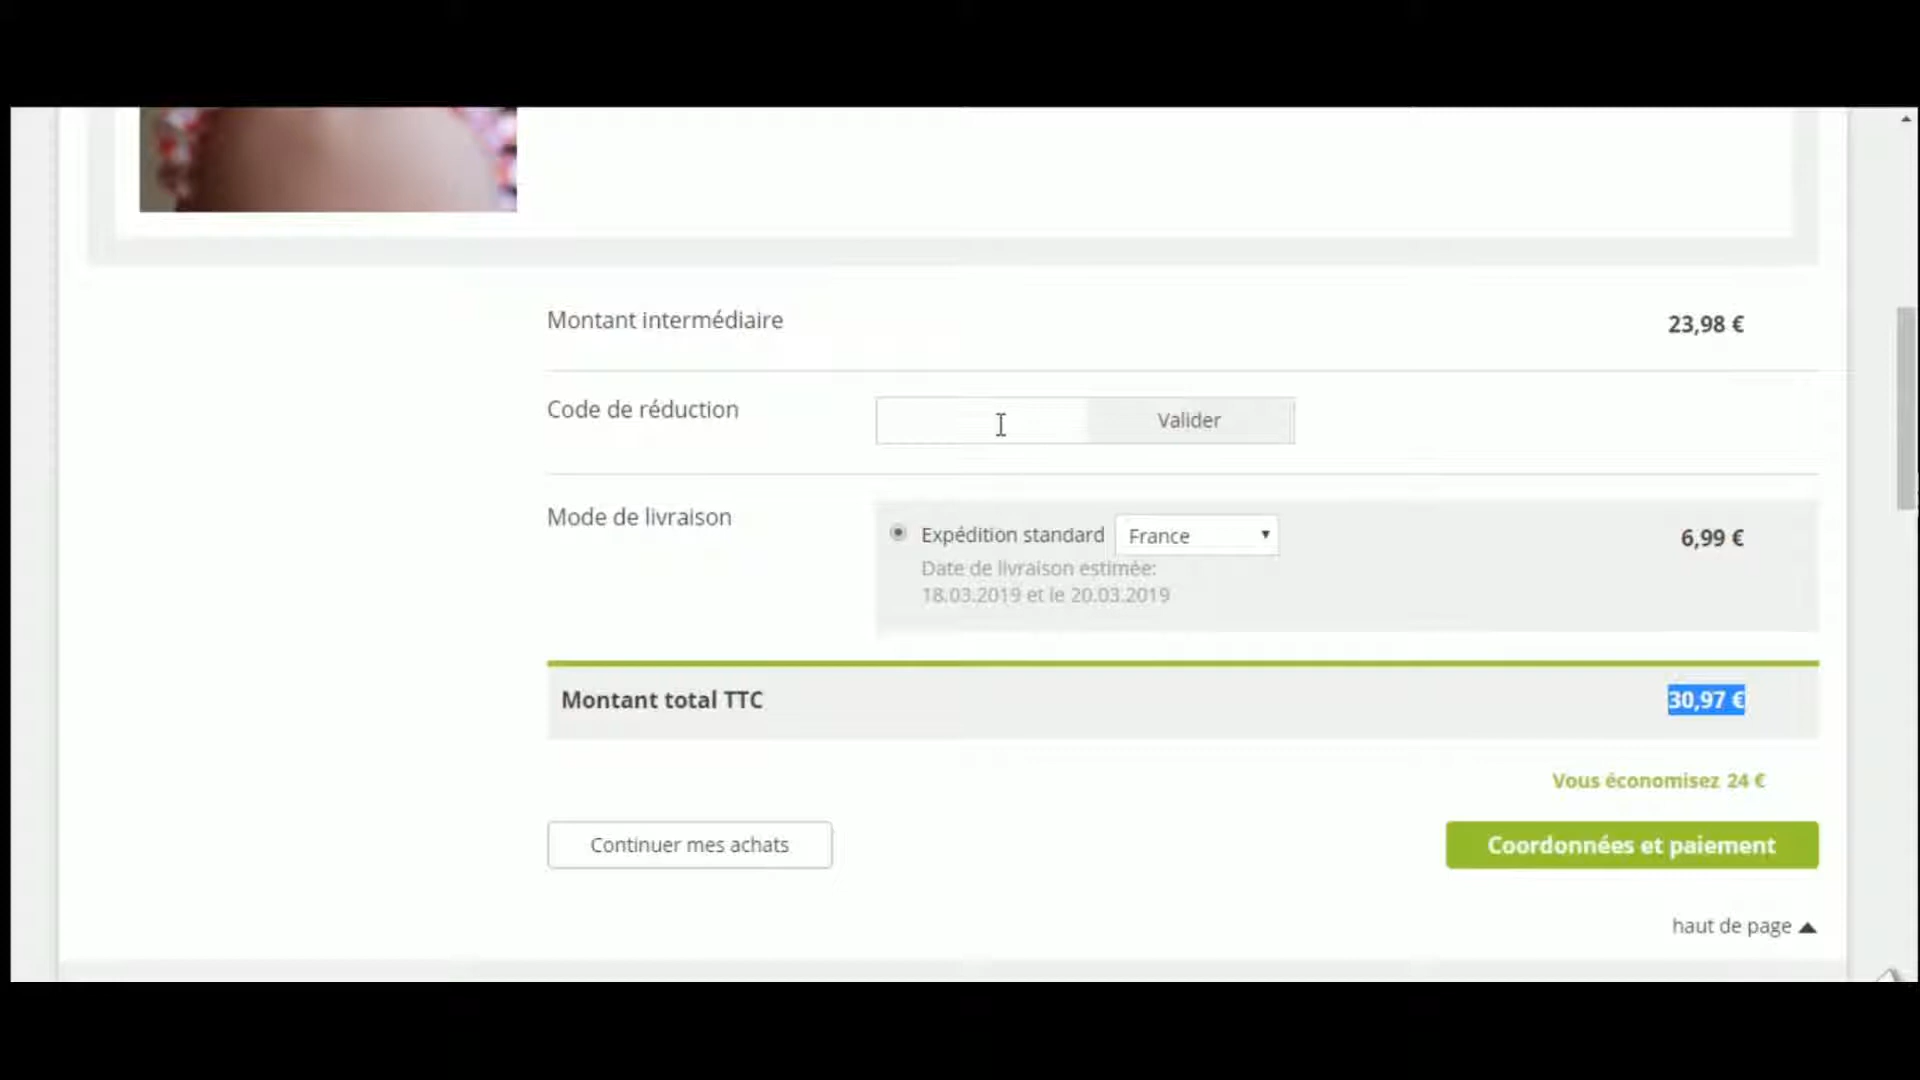 Montant intermédiaire
23,98 €
Code de réduction
Valider
Mode de livraison
Expédition standard
France
6,99 €
Date de livraison estimée:
18.03.2019 et le 20.03.2019
Montant total TTC
30,97 €
Vous économisez 24 €
Continuer mes achats
Coordonnées et paiement
haut de page